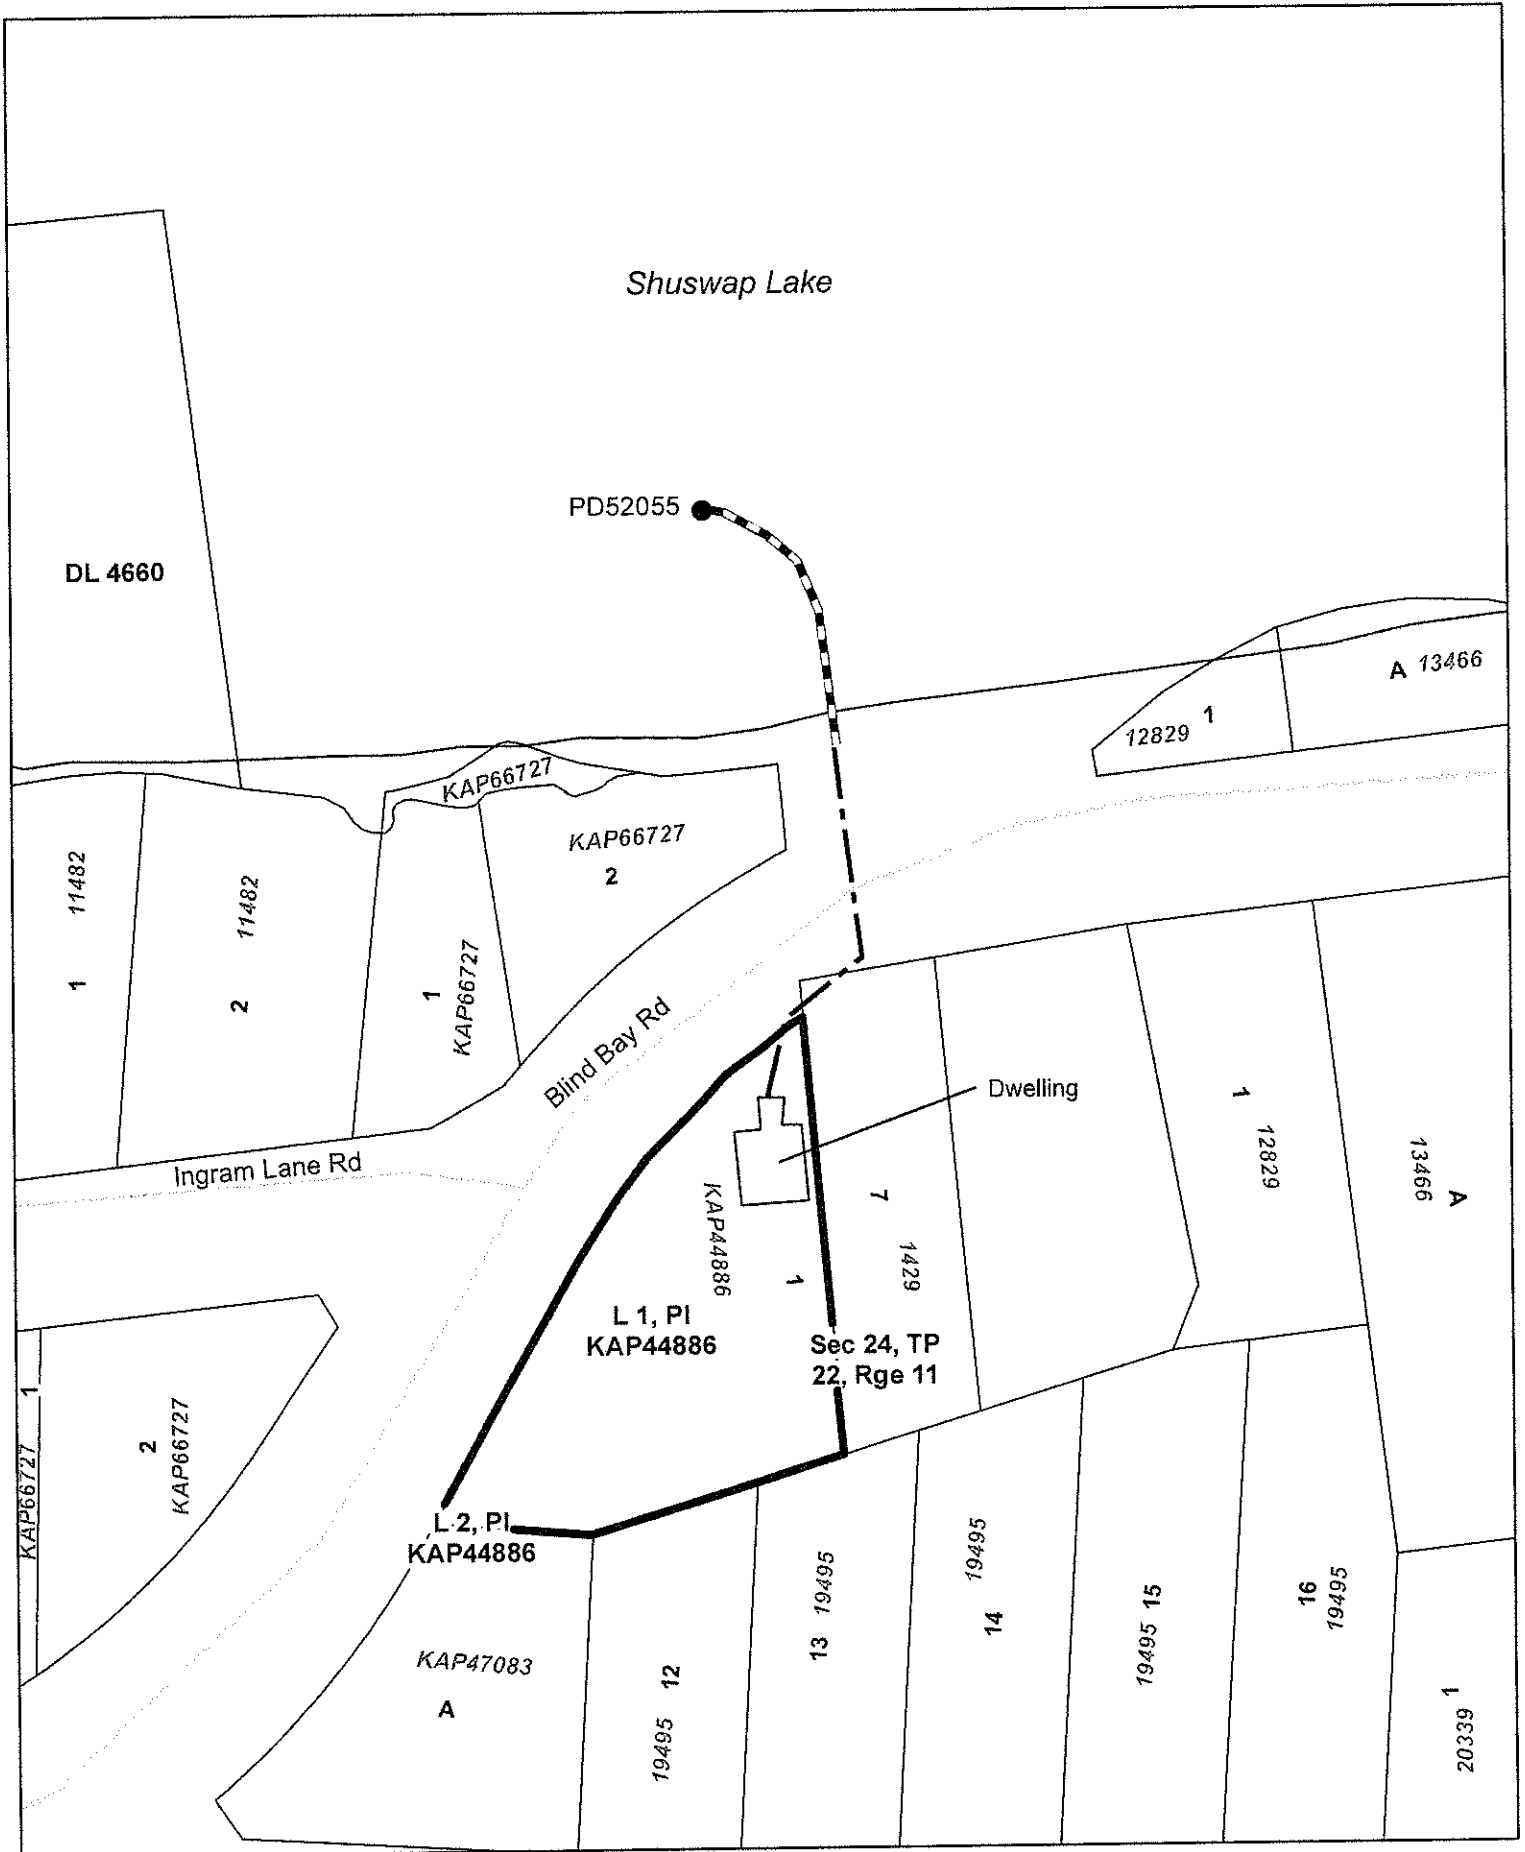 Shuswap Lake
PD52055
DL 4660
A 13466
12829 1
KAP66727
KAP66727
2
1 11482
2 11482
1 KAP66727
Blind Bay Rd
Dwelling
Ingram Lane Rd
1 12829
13466 A
KAP44886 1
7 1429
L 1, Pl
KAP44886
Sec 24, TP
22, Rge 11
KAP66727 1
2 KAP66727
L 2, Pl
KAP44886
KAP47083
A
19495 12
13 19495
19495 14
19495 15
16 19495
20339 1